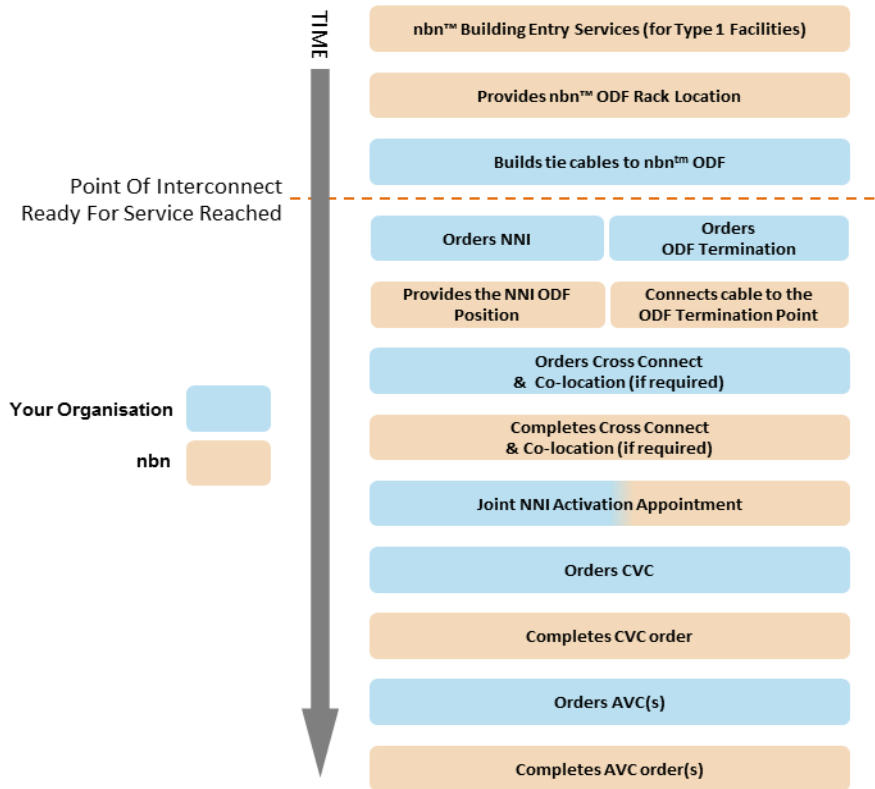 TIME
nbn™ Building Entry Services (for Type 1 Facilities)
Provides nbn™ ODF Rack Location
Builds tie cables to nbn™ ODF
Point Of Interconnect
Ready For Service Reached
Orders NNI
Orders
ODF Termination
Provides the NNI ODF
Position
Connects cable to the
ODF Termination Point
Orders Cross Connect
& Co-location (if required)
Your Organisation
nbn
Completes Cross Connect
& Co-location (if required)
Joint NNI Activation Appointment
Orders CVC
Completes CVC order
Orders AVC(s)
Completes AVC order(s)